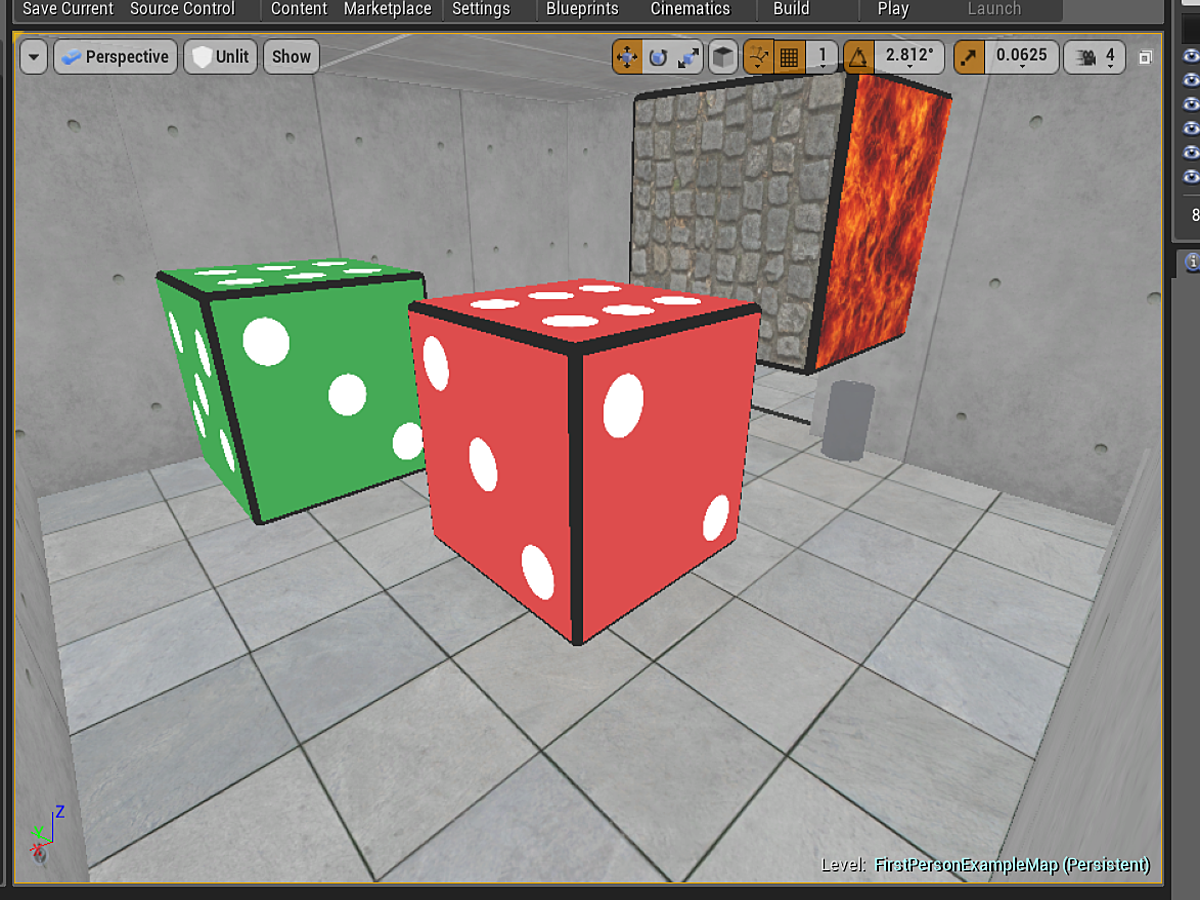 Save Current Source Control Content Marketplace Settings Blueprints Cinematics Build Play Launch
Perspective Unlit Show 1 2.812° 0.0625 4
8
Z
Level: FirstPersonExampleMap (Persistent)